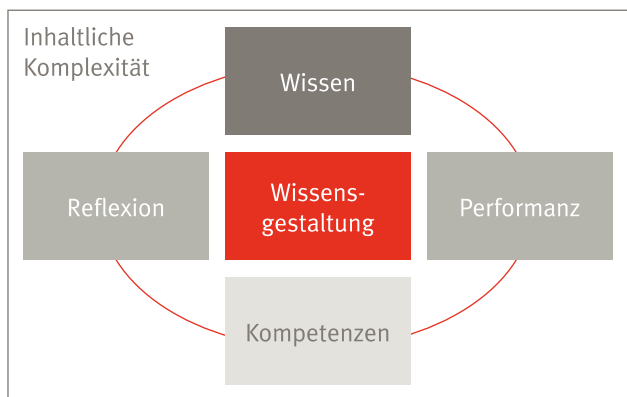 Inhaltliche
Komplexität
Wissen
Reflexion
Wissens-
gestaltung
Performanz
Kompetenzen